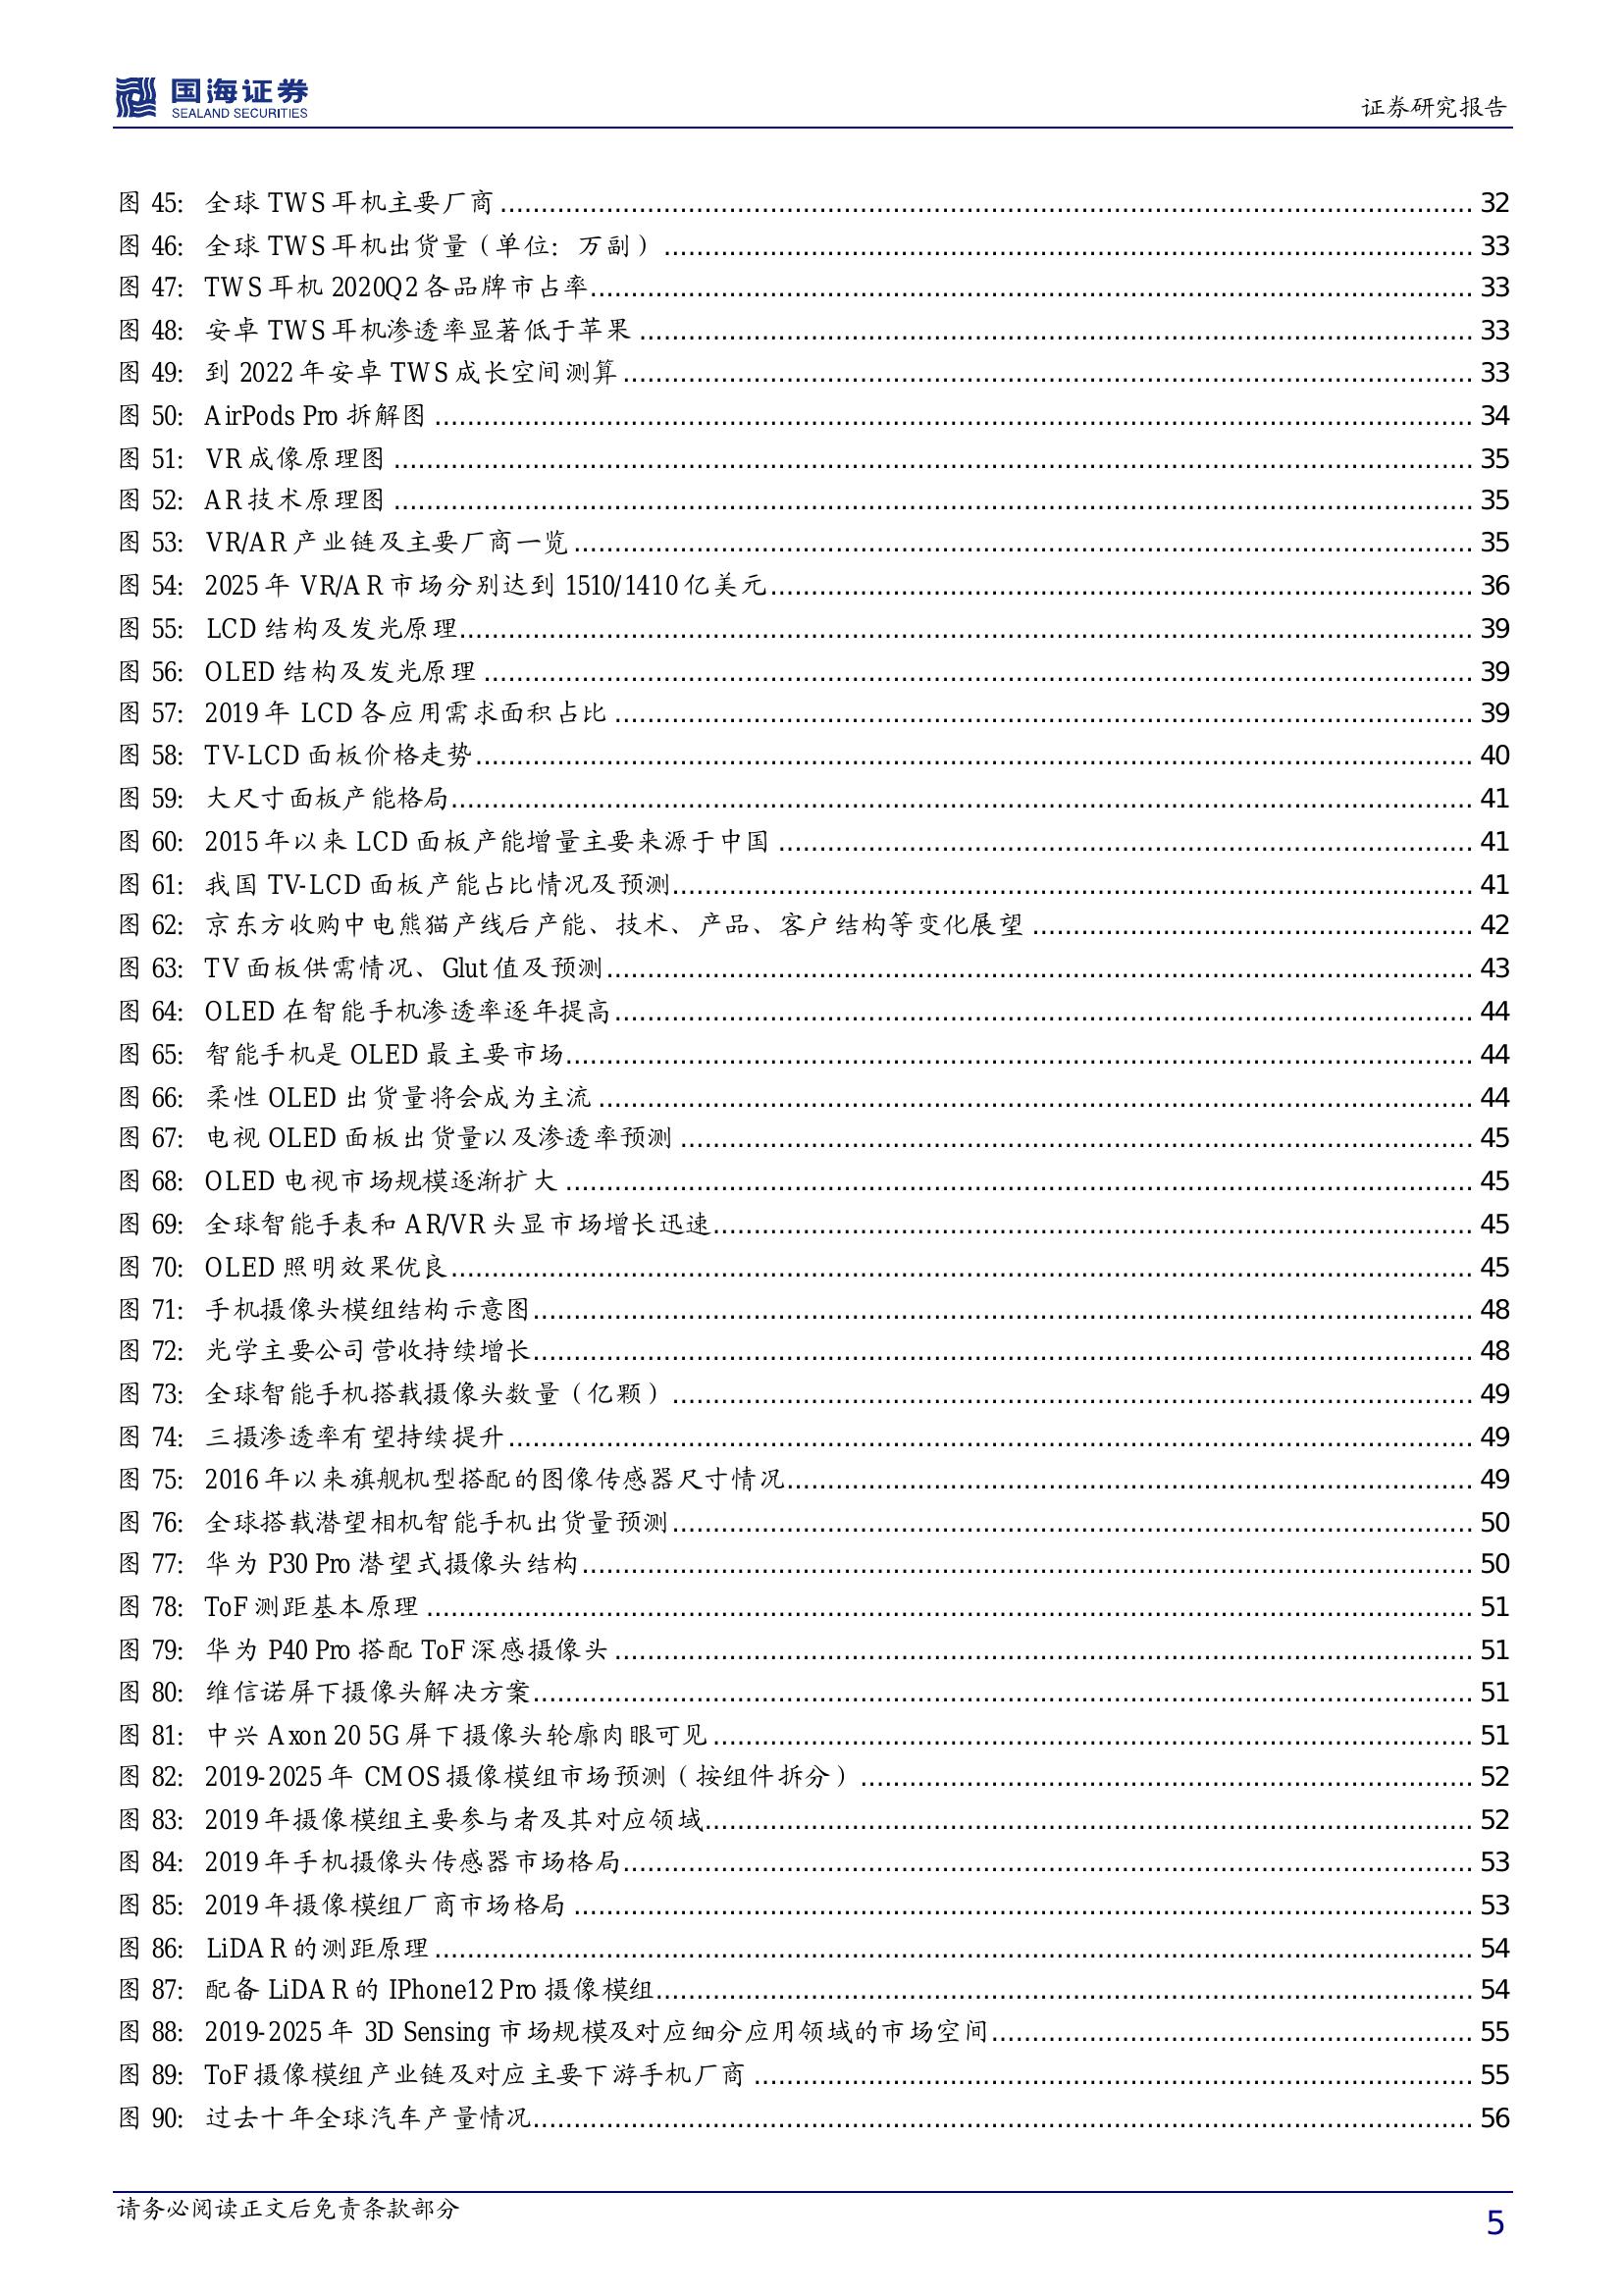 国海证券
SEALAND SECURITIES
证券研究报告
图 45: 全球 TWS 耳机主要厂商 32
图 46: 全球 TWS 耳机出货量（单位：万副） 33
图 47: TWS 耳机 2020Q2 各品牌市占率 33
图 48: 安卓 TWS 耳机渗透率显著低于苹果 33
图 49: 到 2022 年安卓 TWS 成长空间测算 33
图 50: AirPods Pro 拆解图 34
图 51: VR 成像原理图 35
图 52: AR 技术原理图 35
图 53: VR/AR 产业链及主要厂商一览 35
图 54: 2025 年 VR/AR 市场分别达到 1510/1410 亿美元 36
图 55: LCD 结构及发光原理 39
图 56: OLED 结构及发光原理 39
图 57: 2019 年 LCD 各应用需求面积占比 39
图 58: TV-LCD 面板价格走势 40
图 59: 大尺寸面板产能格局 41
图 60: 2015 年以来 LCD 面板产能增量主要来源于中国 41
图 61: 我国 TV-LCD 面板产能占比情况及预测 41
图 62: 京东方收购中电熊猫产线后产能、技术、产品、客户结构等变化展望 42
图 63: TV 面板供需情况、Glut 值及预测 43
图 64: OLED 在智能手机渗透率逐年提高 44
图 65: 智能手机是 OLED 最主要市场 44
图 66: 柔性 OLED 出货量将会成为主流 44
图 67: 电视 OLED 面板出货量以及渗透率预测 45
图 68: OLED 电视市场规模逐渐扩大 45
图 69: 全球智能手表和 AR/VR 头显市场增长迅速 45
图 70: OLED 照明效果优良 45
图 71: 手机摄像头模组结构示意图 48
图 72: 光学主要公司营收持续增长 48
图 73: 全球智能手机搭载摄像头数量（亿颗） 49
图 74: 三摄渗透率有望持续提升 49
图 75: 2016 年以来旗舰机型搭配的图像传感器尺寸情况 49
图 76: 全球搭载潜望相机智能手机出货量预测 50
图 77: 华为 P30 Pro 潜望式摄像头结构 50
图 78: ToF 测距基本原理 51
图 79: 华为 P40 Pro 搭配 ToF 深感摄像头 51
图 80: 维信诺屏下摄像头解决方案 51
图 81: 中兴 Axon 20 5G 屏下摄像头轮廓肉眼可见 51
图 82: 2019-2025 年 CMOS 摄像模组市场预测（按组件拆分） 52
图 83: 2019 年摄像模组主要参与者及其对应领域 52
图 84: 2019 年手机摄像头传感器市场格局 53
图 85: 2019 年摄像模组厂商市场格局 53
图 86: LiDAR 的测距原理 54
图 87: 配备 LiDAR 的 IPhone12 Pro 摄像模组 54
图 88: 2019-2025 年 3D Sensing 市场规模及对应细分应用领域的市场空间 55
图 89: ToF 摄像模组产业链及对应主要下游手机厂商 55
图 90: 过去十年全球汽车产量情况 56
请务必阅读正文后免责条款部分
5